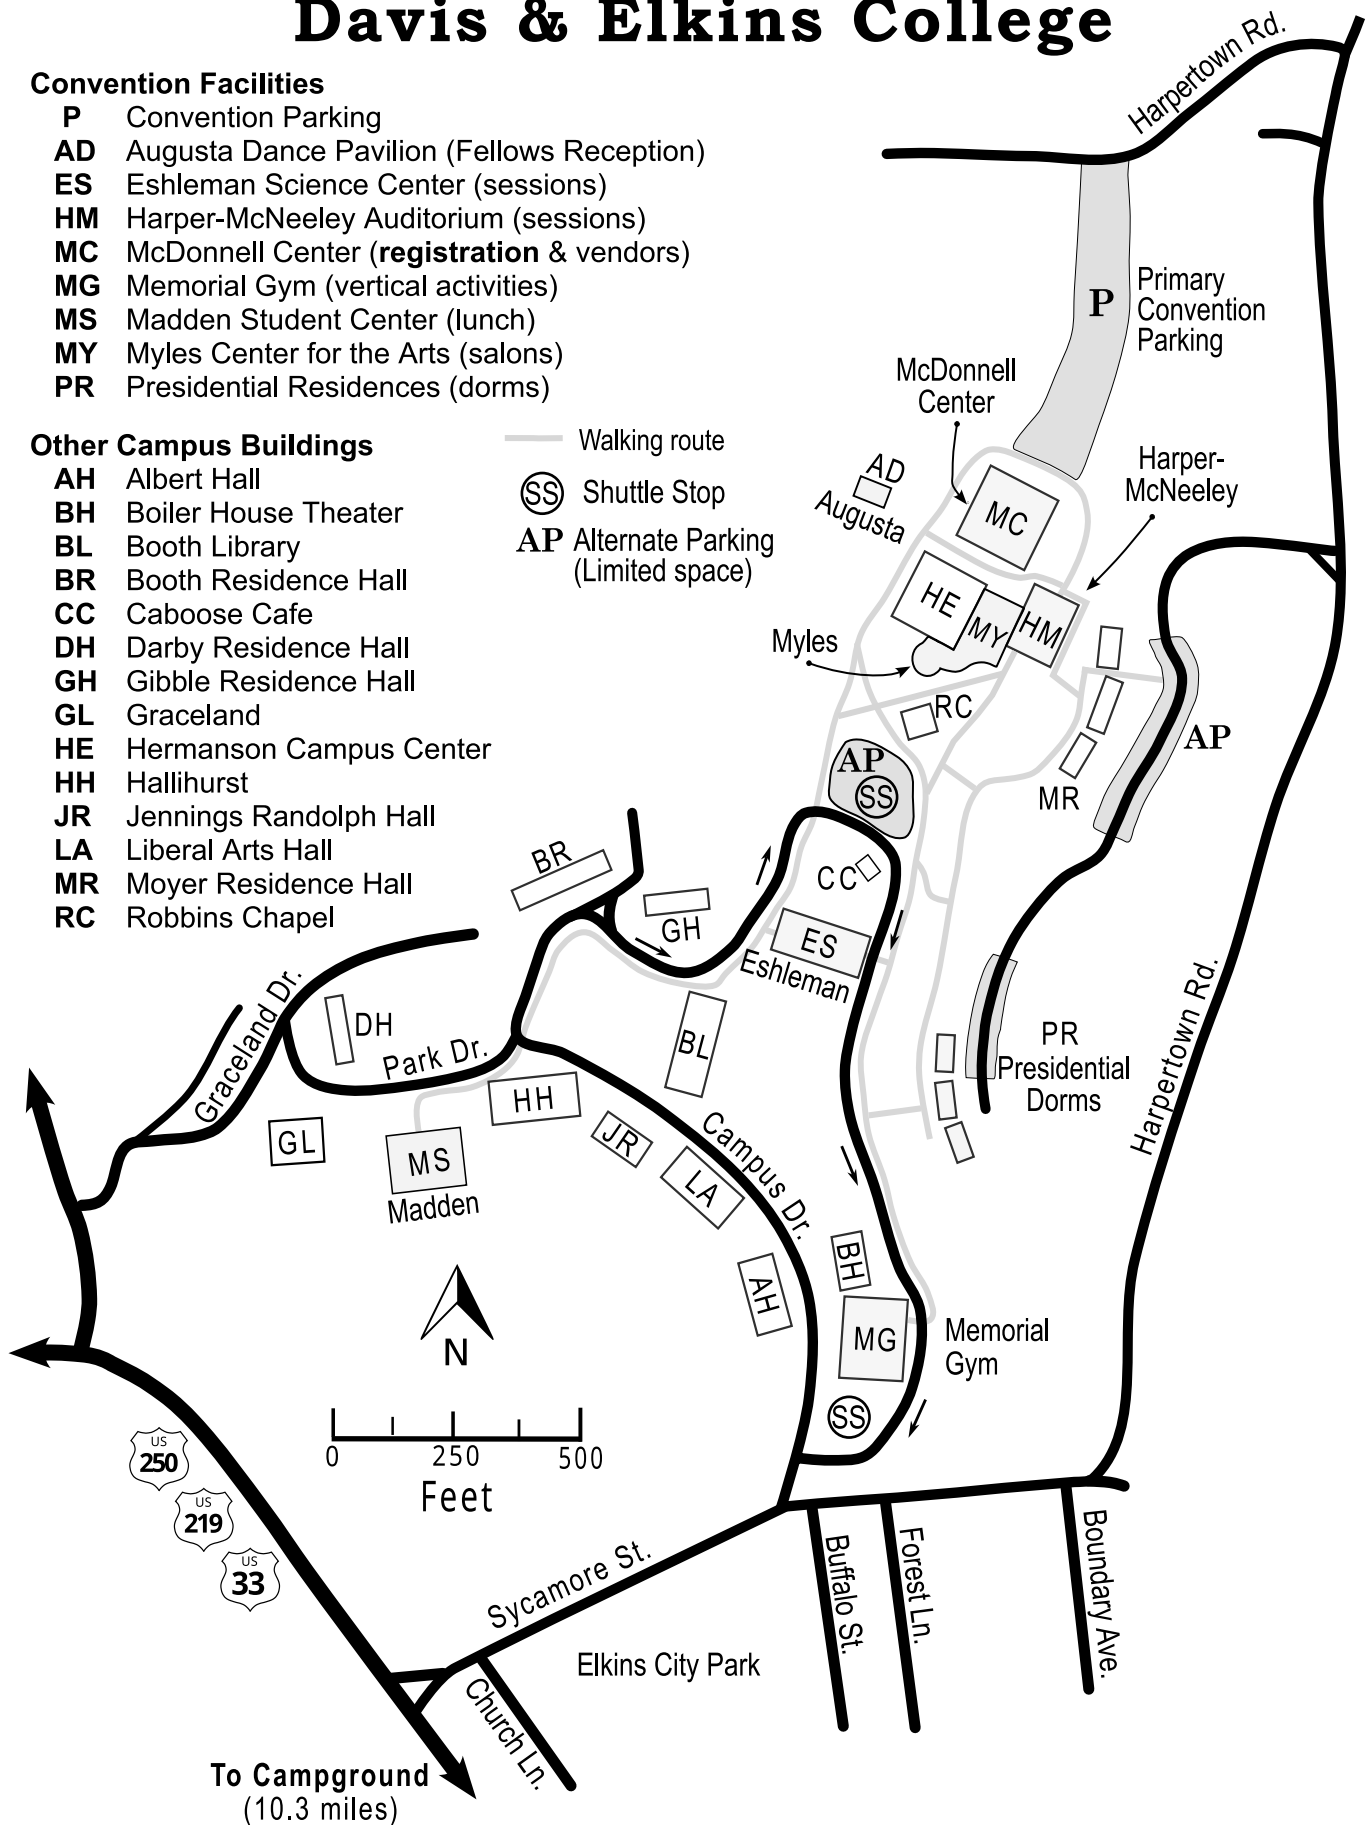 Davis & Elkins College
Convention Facilities
P Convention Parking
AD Augusta Dance Pavilion (Fellows Reception)
ES Eshleman Science Center (sessions)
HM Harper-McNeeley Auditorium (sessions)
MC McDonnell Center (registration & vendors)
MG Memorial Gym (vertical activities)
MS Madden Student Center (lunch)
MY Myles Center for the Arts (salons)
PR Presidential Residences (dorms)
Other Campus Buildings
AH Albert Hall
BH Boiler House Theater
BL Booth Library
BR Booth Residence Hall
CC Caboose Cafe
DH Darby Residence Hall
GH Gibble Residence Hall
GL Graceland
HE Hermanson Campus Center
HH Hallihurst
JR Jennings Randolph Hall
LA Liberal Arts Hall
MR Moyer Residence Hall
RC Robbins Chapel
Walking route
SS Shuttle Stop
AP Alternate Parking
(Limited space)
Harpertown Rd.
P
Primary
Convention
Parking
McDonnell
Center
AD
Augusta
MC
Harper-
McNeeley
HE
MY
HM
Myles
RC
AP
SS
AP
MR
BR
GH
CC
ES
Eshleman
Graceland Dr.
DH
Park Dr.
BL
PR
Presidential
Dorms
Harpertown Rd.
HH
GL
MS
Madden
JR
LA
Campus Dr.
BH
AH
MG
Memorial
Gym
SS
N
0 250 500
Feet
US
250
US
219
US
33
Sycamore St.
Buffalo St.
Forest Ln.
Boundary Ave.
Elkins City Park
Church Ln.
To Campground
(10.3 miles)